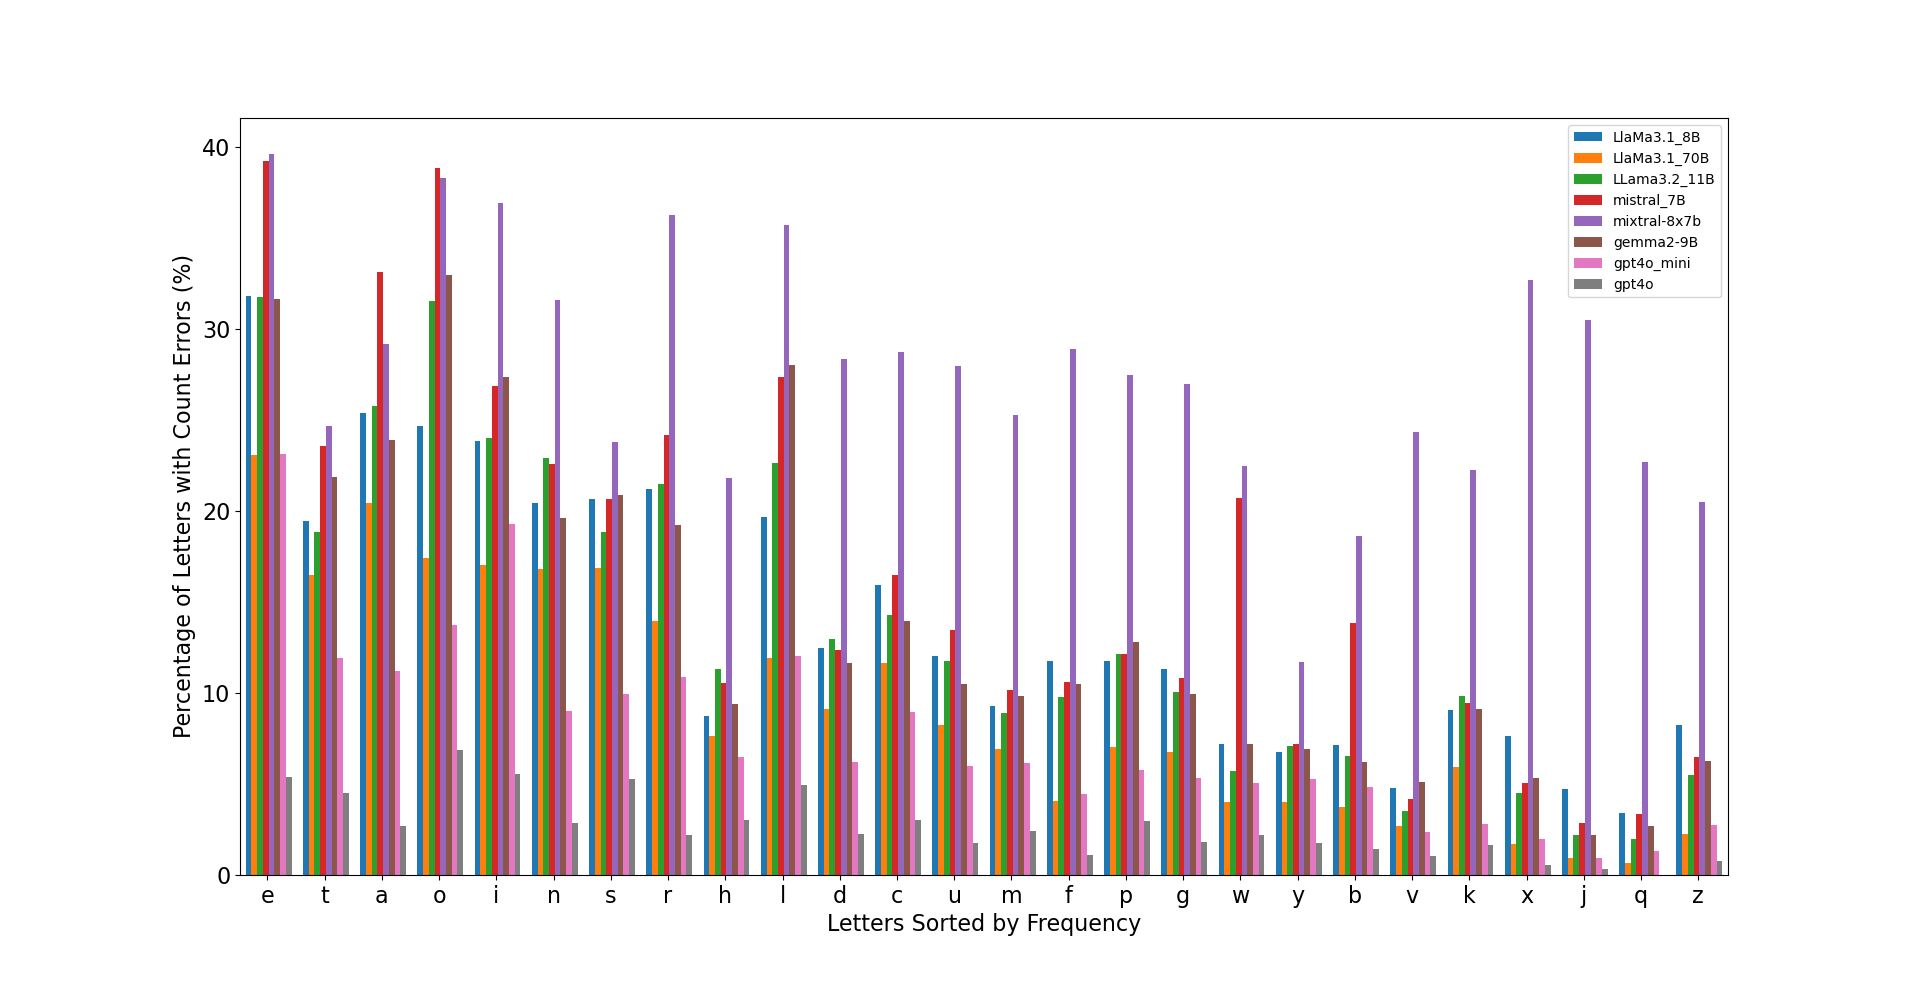 40
30
20
10
0
Percentage of Letters with Count Errors (%)
LlaMa3.1_8B
LlaMa3.1_70B
LLama3.2_11B
mistral_7B
mixtral-8x7b
gemma2-9B
gpt4o_mini
gpt4o
e t a o i n s r h l d c u m f p g w y b v k x j q z
Letters Sorted by Frequency